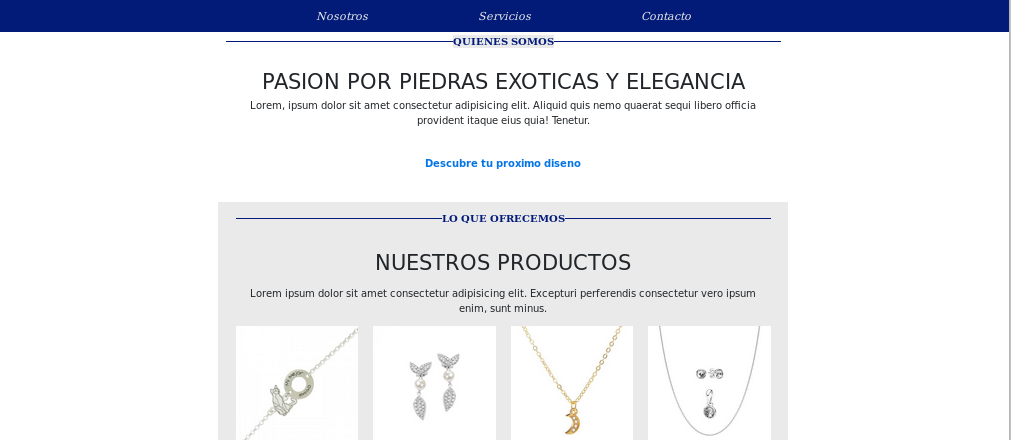 Nosotros Servicios Contacto
QUIENES SOMOS
PASION POR PIEDRAS EXOTICAS Y ELEGANCIA
Lorem, ipsum dolor sit amet consectetur adipisicing elit. Aliquid quis nemo quaerat sequi libero officia
provident itaque eius quia! Tenetur.
Descubre tu proximo diseno
LO QUE OFRECEMOS
NUESTROS PRODUCTOS
Lorem ipsum dolor sit amet consectetur adipisicing elit. Excepturi perferendis consectetur vero ipsum
enim, sunt minus.